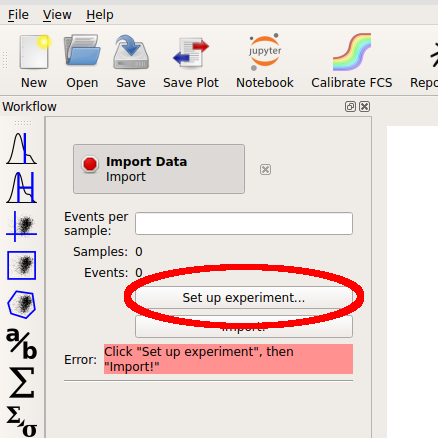 File View Help
jupyter
New Open Save Save Plot Notebook Calibrate FCS
Workflow
Import Data
Import
Events per
sample:
Samples: 0
Events: 0
Set up experiment...
Import!
Error: Click "Set up experiment", then
"Import!"
a/b
Σ
Σ,σ